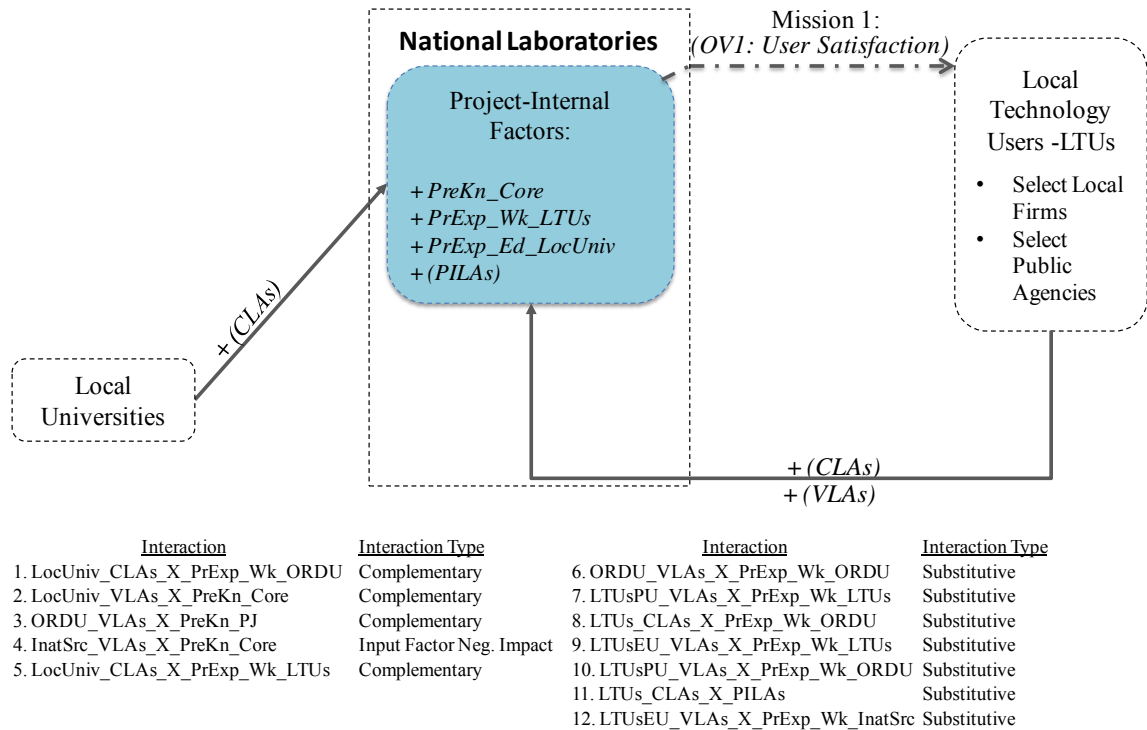 Mission 1:
(OV1: User Satisfaction)
National Laboratories
Project-Internal
Factors:
+ PreKn_Core
+ PrExp_Wk_LTUs
+ PrExp_Ed_LocUniv
+ (PILAs)
Local
Technology
Users -LTUs
• Select Local
Firms
• Select
Public
Agencies
+ (CLAs)
Local
Universities
+ (CLAs)
+ (VLAs)
Interaction Interaction Type
1. LocUniv_CLAs_X_PrExp_Wk_ORDU Complementary
2. LocUniv_VLAs_X_PreKn_Core Complementary
3. ORDU_VLAs_X_PreKn_PJ Complementary
4. InatSrc_VLAs_X_PreKn_Core Input Factor Neg. Impact
5. LocUniv_CLAs_X_PrExp_Wk_LTUs Complementary
Interaction Interaction Type
6. ORDU_VLAs_X_PrExp_Wk_ORDU Substitutive
7. LTUsPU_VLAs_X_PrExp_Wk_LTUs Substitutive
8. LTUs_CLAs_X_PrExp_Wk_ORDU Substitutive
9. LTUsEU_VLAs_X_PrExp_Wk_LTUs Substitutive
10. LTUsPU_VLAs_X_PrExp_Wk_ORDU Substitutive
11. LTUs_CLAs_X_PILAs Substitutive
12. LTUsEU_VLAs_X_PrExp_Wk_InatSrc Substitutive